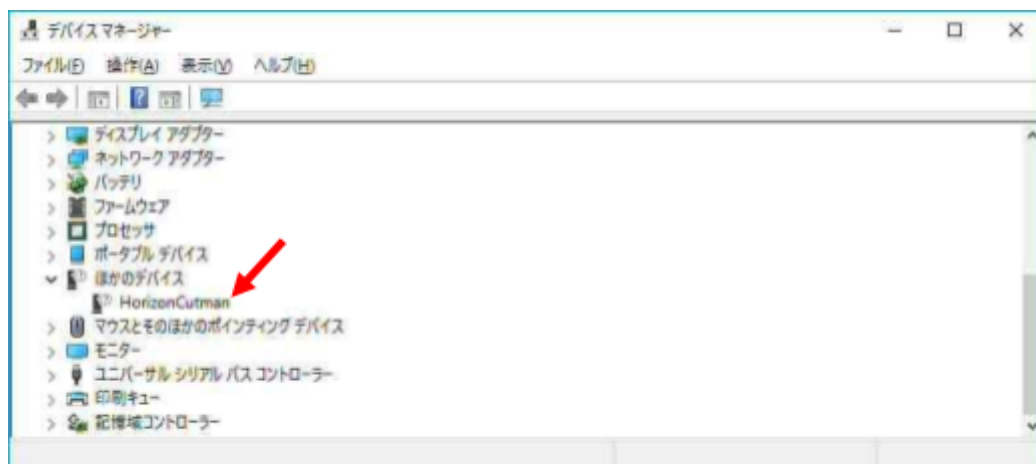 デバイス マネージャー
ファイル(F) 操作(A) 表示(V) ヘルプ(H)
ディスプレイ アダプター
ネットワーク アダプター
バッテリ
ファームウェア
プロセッサ
ポータブル デバイス
ほかのデバイス
HorizonCutman
マウスとそのほかのポインティング デバイス
モニター
ユニバーサル シリアル バス コントローラー
印刷キュー
記憶域コントローラー